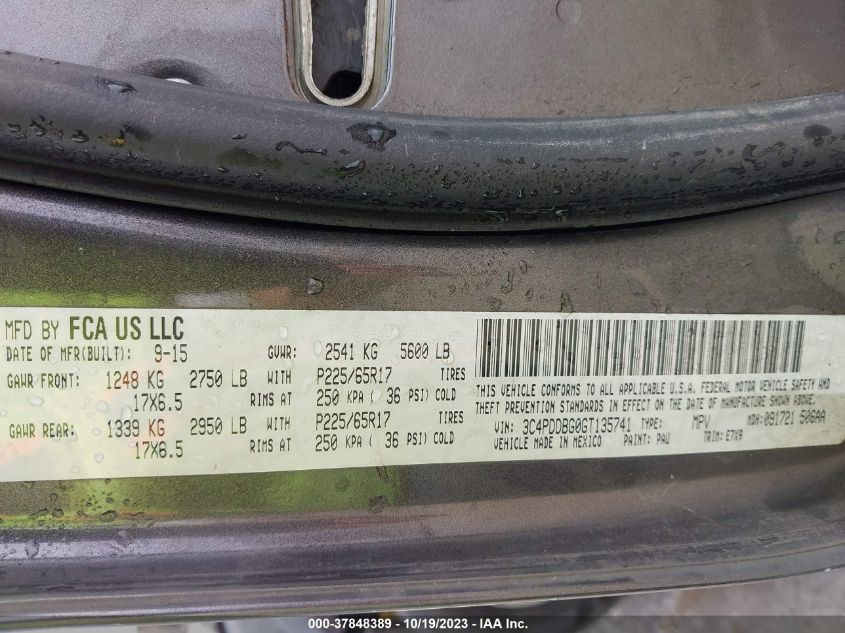 MFD BY FCA US LLC
DATE OF MFR(BUILT): 9-15 GVWR: 2541 KG 5600 LB
GAWR FRONT: 1248 KG 2750 LB WITH P225/65R17 TIRES
17X6.5 RIMS AT 250 KPA ( 36 PSI) COLD
GAWR REAR: 1339 KG 2950 LB WITH P225/65R17 TIRES
17X6.5 RIMS AT 250 KPA ( 36 PSI) COLD
THIS VEHICLE CONFORMS TO ALL APPLICABLE U.S.A. FEDERAL MOTOR VEHICLE SAFETY AND
THEFT PREVENTION STANDARDS IN EFFECT ON THE DATE OF MANUFACTURE SHOWN ABOVE.
VIN: 3C4PDDBG0GT135741 TYPE: MPV MDH: 091721 506AA
VEHICLE MADE IN MEXICO PAINT: PAU TRIM: E7X9
000-37848389 - 10/19/2023 - IAA Inc.